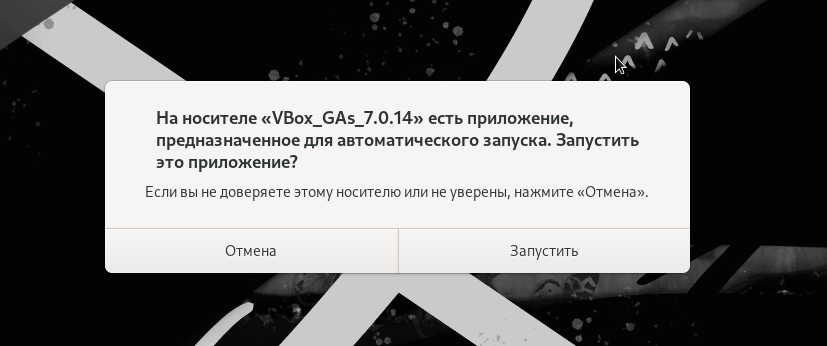 На носителе «VBox_GAs_7.0.14» есть приложение,
предназначенное для автоматического запуска. Запустить
это приложение?
Если вы не доверяете этому носителю или не уверены, нажмите «Отмена».
Отмена
Запустить